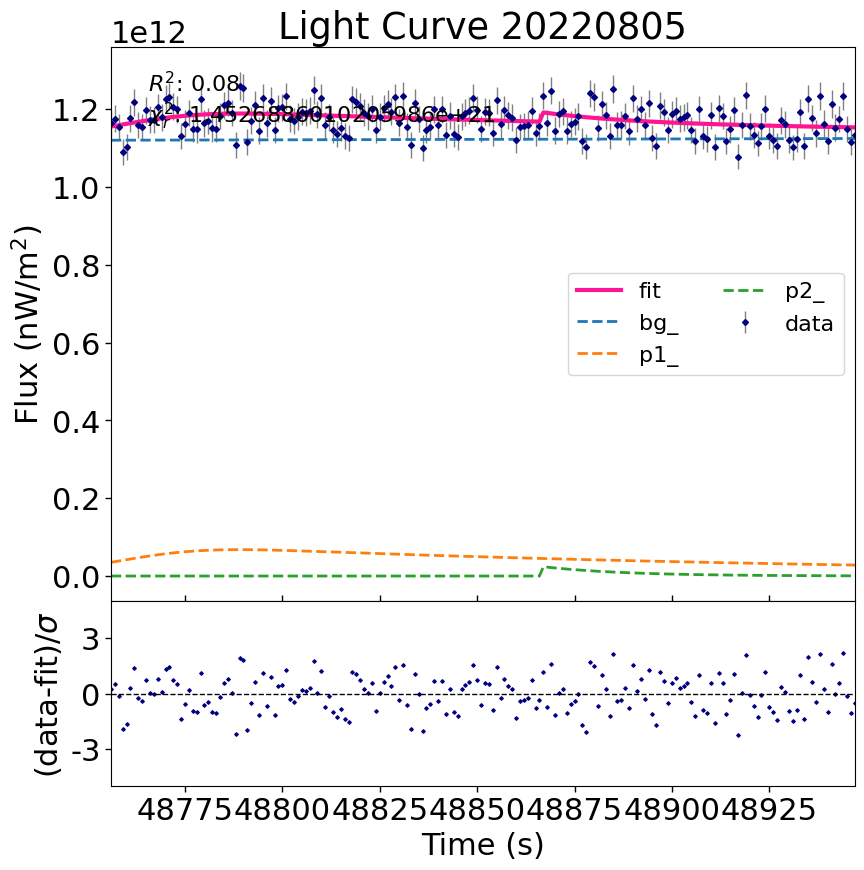 Light Curve 20220805
1e12
R²: 0.08
1.2
1.0
0.8
0.6
0.4
0.2
0.0
Flux (nW/m²)
fit
bg_
p1_
p2_
data
3
0
-3
(data-fit)/σ
48775 48800 48825 48850 48875 48900 48925
Time (s)